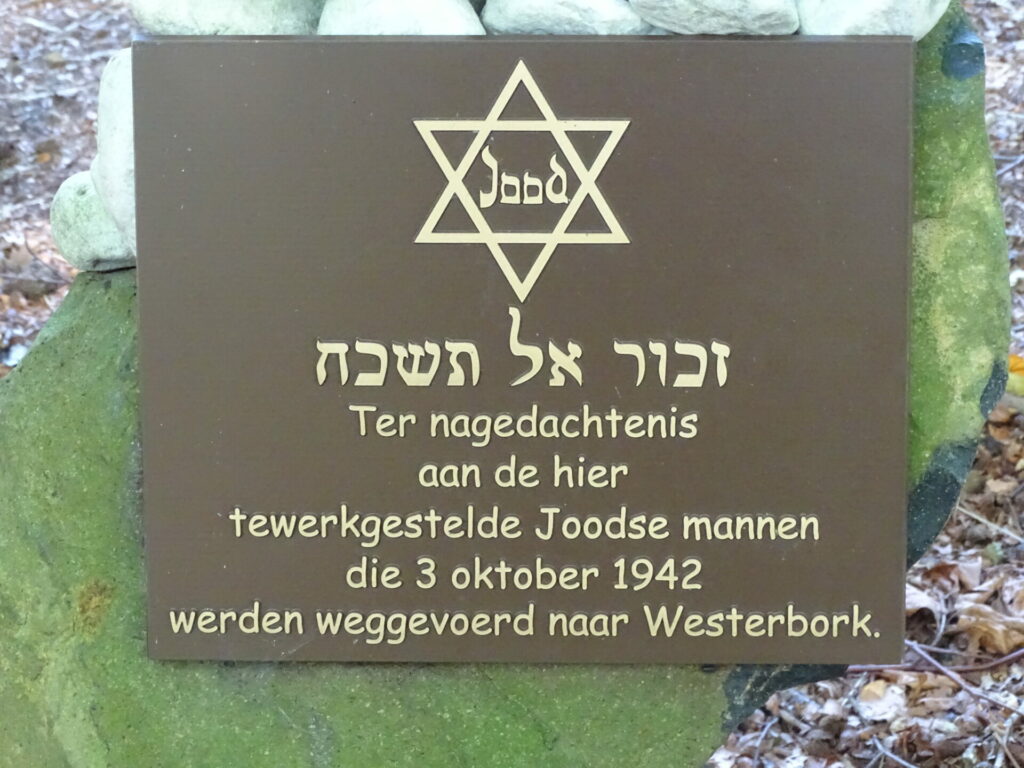 Jood
זכור אל תשכח
Ter nagedachtenis
aan de hier
tewerkgestelde Joodse mannen
die 3 oktober 1942
werden weggevoerd naar Westerbork.